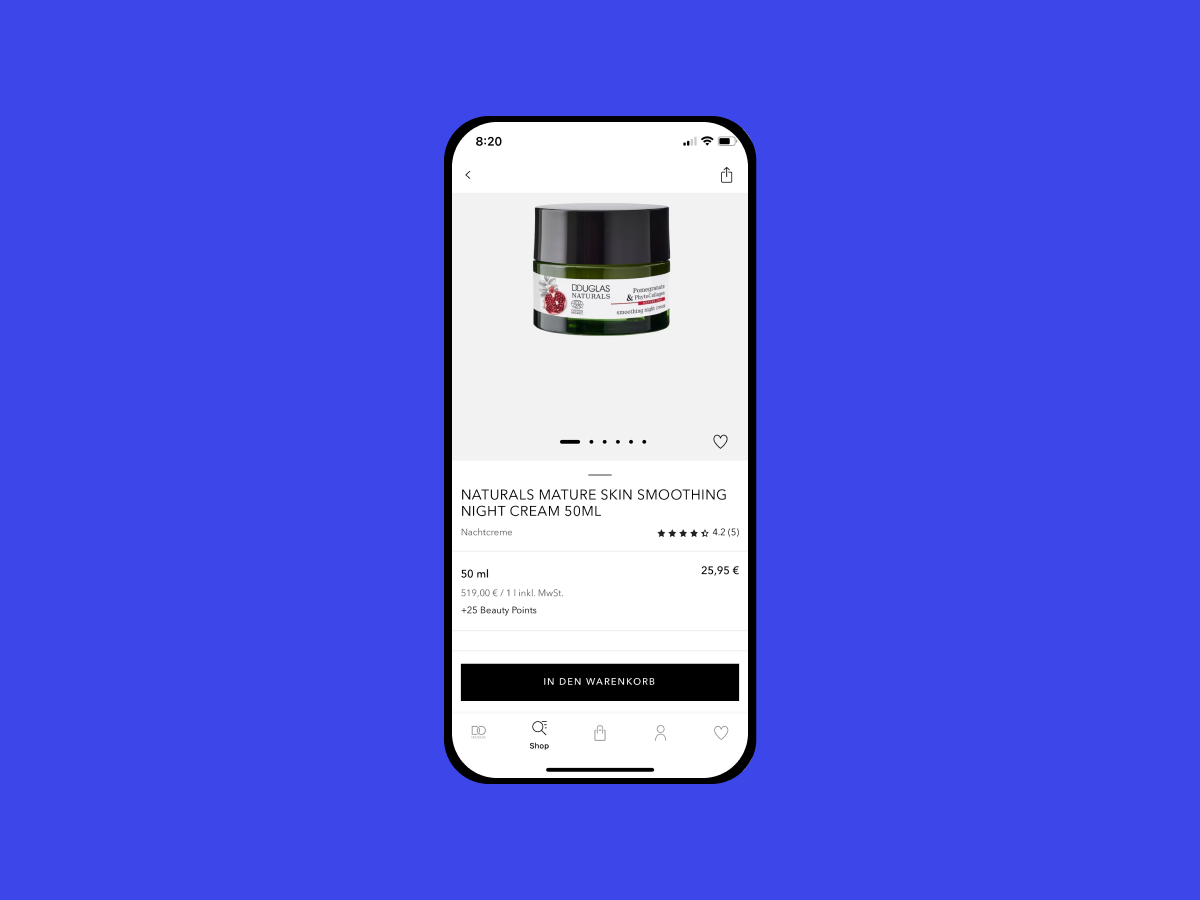 8:20
DOUGLAS
NATURALS
Pomegranate
& PhytoCollagen
smoothing night cream
NATURALS MATURE SKIN SMOOTHING
NIGHT CREAM 50ML
Nachtcreme
4.2 (5)
50 ml
25,95 €
519,00 € / 1 l inkl. MwSt.
+25 Beauty Points
IN DEN WARENKORB
Shop